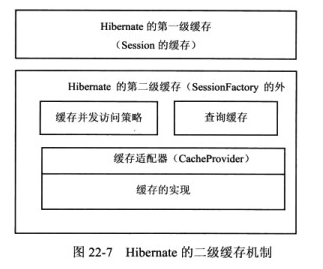 Hibernate 的第一级缓存
（Session 的缓存）
Hibernate 的第二级缓存（SessionFactory 的外
缓存并发访问策略
查询缓存
缓存适配器（CacheProvider）
缓存的实现
图 22-7 Hibernate 的二级缓存机制